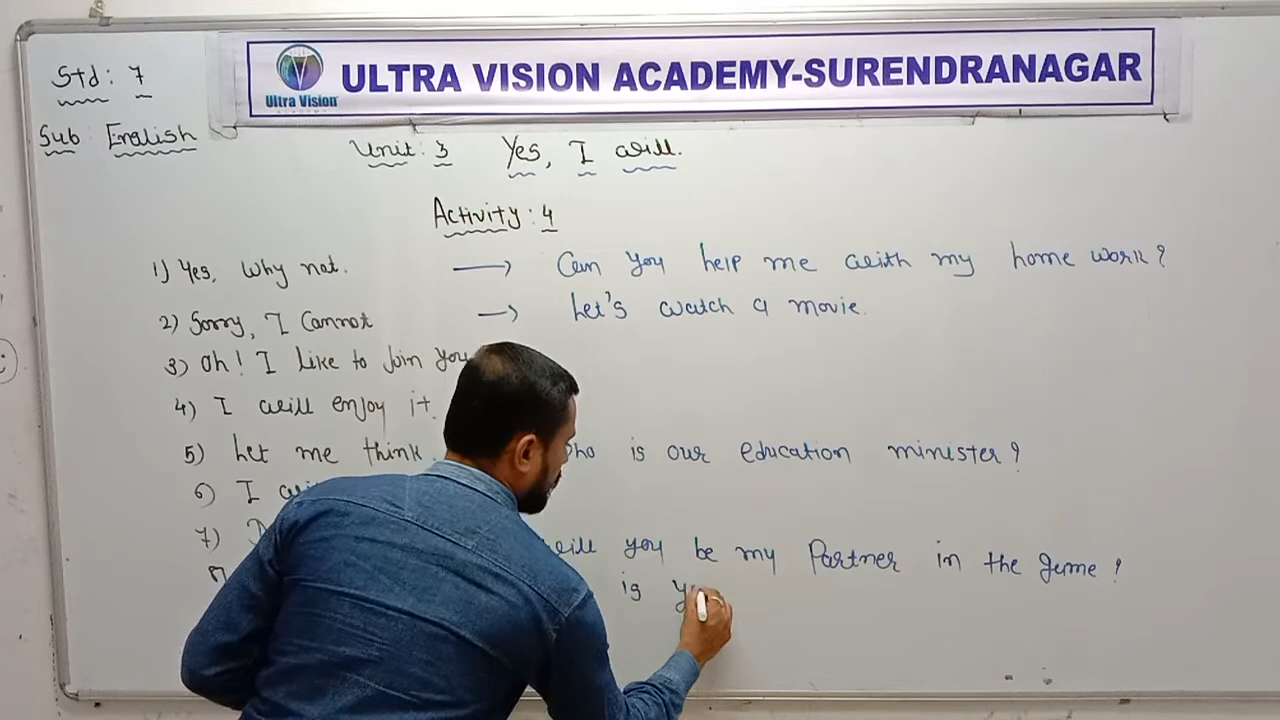 ULTRA VISION ACADEMY-SURENDRANAGAR
Ultra Vision
ACADEMY
Std: 7
Sub: English
Unit: 3 Yes, I will.
Activity: 4
1) Yes, Why not. → Can you help me with my home work?
2) Sorry, I Cannot → Let's watch a movie.
3) Oh! I Like to Join you
4) I will enjoy it.
5) Let me think is our education minister?
6) I
7) you be my Partner in the game!
is